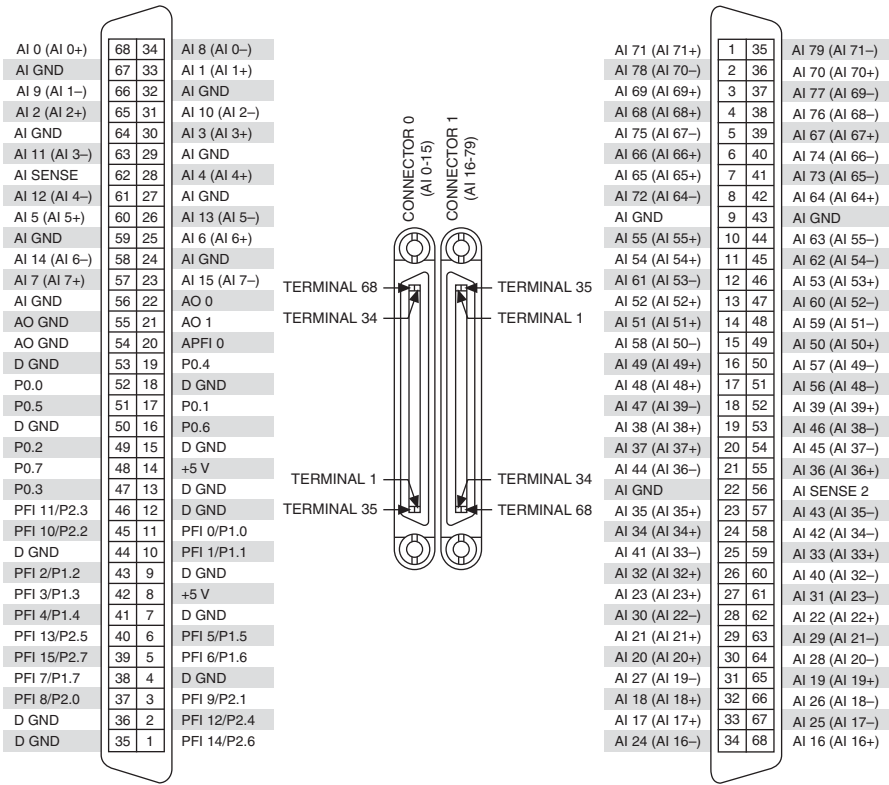 AI 0 (AI 0+) 68 34 AI 8 (AI 0–)
AI GND 67 33 AI 1 (AI 1+)
AI 9 (AI 1–) 66 32 AI GND
AI 2 (AI 2+) 65 31 AI 10 (AI 2–)
AI GND 64 30 AI 3 (AI 3+)
AI 11 (AI 3–) 63 29 AI GND
AI SENSE 62 28 AI 4 (AI 4+)
AI 12 (AI 4–) 61 27 AI GND
AI 5 (AI 5+) 60 26 AI 13 (AI 5–)
AI GND 59 25 AI 6 (AI 6+)
AI 14 (AI 6–) 58 24 AI GND
AI 7 (AI 7+) 57 23 AI 15 (AI 7–)
AI GND 56 22 AO 0
AO GND 55 21 AO 1
AO GND 54 20 APFI 0
D GND 53 19 P0.4
P0.0 52 18 D GND
P0.5 51 17 P0.1
D GND 50 16 P0.6
P0.2 49 15 D GND
P0.7 48 14 +5 V
P0.3 47 13 D GND
PFI 11/P2.3 46 12 D GND
PFI 10/P2.2 45 11 PFI 0/P1.0
D GND 44 10 PFI 1/P1.1
PFI 2/P1.2 43 9 D GND
PFI 3/P1.3 42 8 +5 V
PFI 4/P1.4 41 7 D GND
PFI 13/P2.5 40 6 PFI 5/P1.5
PFI 15/P2.7 39 5 PFI 6/P1.6
PFI 7/P1.7 38 4 D GND
PFI 8/P2.0 37 3 PFI 9/P2.1
D GND 36 2 PFI 12/P2.4
D GND 35 1 PFI 14/P2.6
CONNECTOR 0
(AI 0-15)
CONNECTOR 1
(AI 16-79)
TERMINAL 68
TERMINAL 35
TERMINAL 34
TERMINAL 1
TERMINAL 1
TERMINAL 34
TERMINAL 35
TERMINAL 68
AI 71 (AI 71+) 1 35 AI 79 (AI 71–)
AI 78 (AI 70–) 2 36 AI 70 (AI 70+)
AI 69 (AI 69+) 3 37 AI 77 (AI 69–)
AI 68 (AI 68+) 4 38 AI 76 (AI 68–)
AI 75 (AI 67–) 5 39 AI 67 (AI 67+)
AI 66 (AI 66+) 6 40 AI 74 (AI 66–)
AI 65 (AI 65+) 7 41 AI 73 (AI 65–)
AI 72 (AI 64–) 8 42 AI 64 (AI 64+)
AI GND 9 43 AI GND
AI 55 (AI 55+) 10 44 AI 63 (AI 55–)
AI 54 (AI 54+) 11 45 AI 62 (AI 54–)
AI 61 (AI 53–) 12 46 AI 53 (AI 53+)
AI 52 (AI 52+) 13 47 AI 60 (AI 52–)
AI 51 (AI 51+) 14 48 AI 59 (AI 51–)
AI 58 (AI 50–) 15 49 AI 50 (AI 50+)
AI 49 (AI 49+) 16 50 AI 57 (AI 49–)
AI 48 (AI 48+) 17 51 AI 56 (AI 48–)
AI 47 (AI 39–) 18 52 AI 39 (AI 39+)
AI 38 (AI 38+) 19 53 AI 46 (AI 38–)
AI 37 (AI 37+) 20 54 AI 45 (AI 37–)
AI 44 (AI 36–) 21 55 AI 36 (AI 36+)
AI GND 22 56 AI SENSE 2
AI 35 (AI 35+) 23 57 AI 43 (AI 35–)
AI 34 (AI 34+) 24 58 AI 42 (AI 34–)
AI 41 (AI 33–) 25 59 AI 33 (AI 33+)
AI 32 (AI 32+) 26 60 AI 40 (AI 32–)
AI 23 (AI 23+) 27 61 AI 31 (AI 23–)
AI 30 (AI 22–) 28 62 AI 22 (AI 22+)
AI 21 (AI 21+) 29 63 AI 29 (AI 21–)
AI 20 (AI 20+) 30 64 AI 28 (AI 20–)
AI 27 (AI 19–) 31 65 AI 19 (AI 19+)
AI 18 (AI 18+) 32 66 AI 26 (AI 18–)
AI 17 (AI 17+) 33 67 AI 25 (AI 17–)
AI 24 (AI 16–) 34 68 AI 16 (AI 16+)